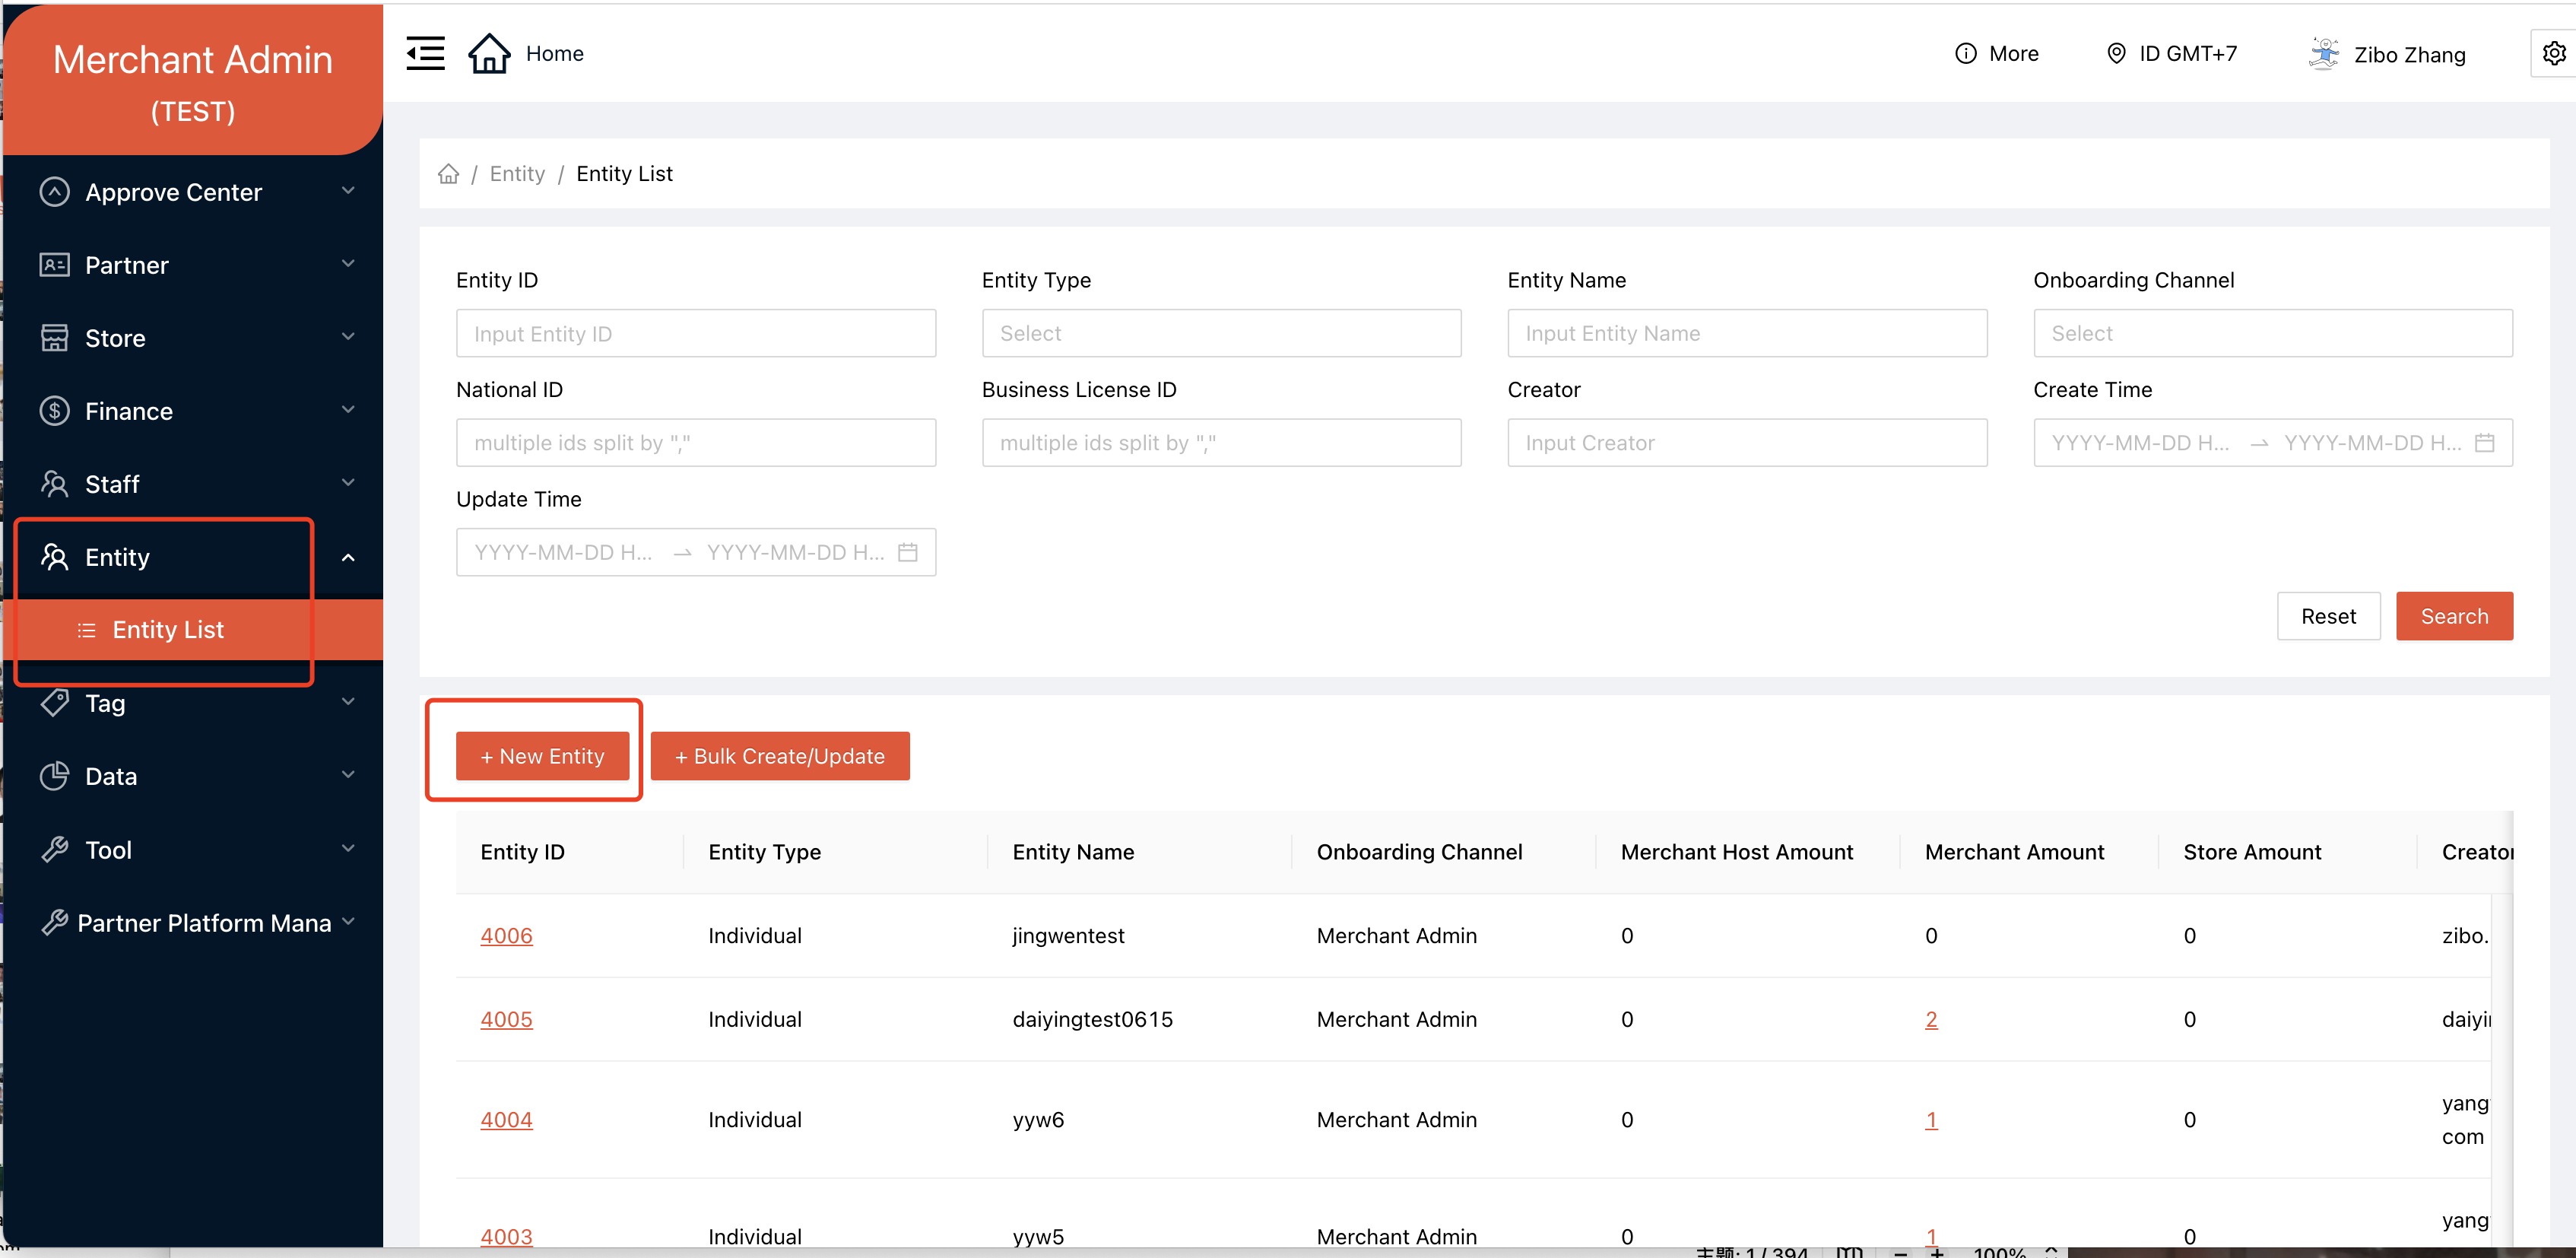 Merchant Admin
(TEST)
Home
More
ID GMT+7
Zibo Zhang
Approve Center
Partner
Store
Finance
Staff
Entity
Entity List
Tag
Data
Tool
Partner Platform Mana
/ Entity / Entity List
Entity ID
Entity Type
Entity Name
Onboarding Channel
Input Entity ID
Select
Input Entity Name
Select
National ID
Business License ID
Creator
Create Time
multiple ids split by ","
multiple ids split by ","
Input Creator
YYYY-MM-DD H... → YYYY-MM-DD H...
Update Time
YYYY-MM-DD H... → YYYY-MM-DD H...
Reset
Search
+ New Entity
+ Bulk Create/Update
Entity ID Entity Type Entity Name Onboarding Channel Merchant Host Amount Merchant Amount Store Amount Creator
4006 Individual jingwentest Merchant Admin 0 0 0 zibo.
4005 Individual daiyingtest0615 Merchant Admin 0 2 0 daiyi
4004 Individual yyw6 Merchant Admin 0 1 0 yang
com
4003 Individual yyw5 Merchant Admin 0 1 0 yang
1 / 394
100%